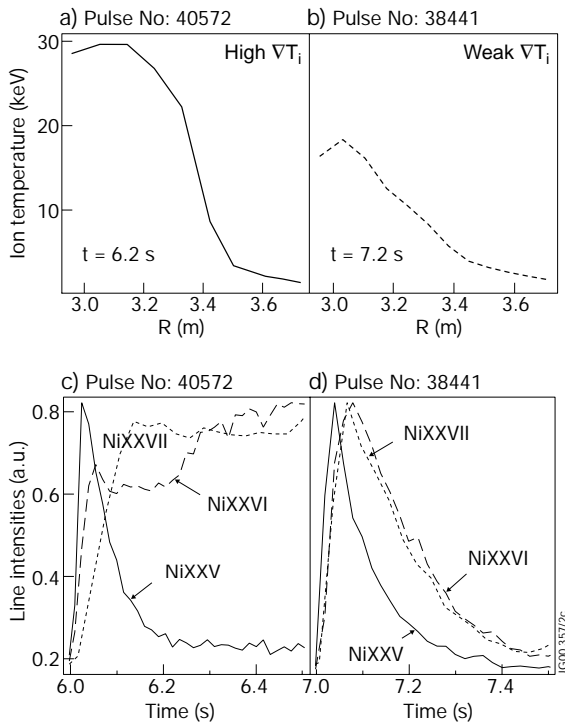 a) Pulse No: 40572
b) Pulse No: 38441
High ∇Ti
Weak ∇Ti
Ion temperature (keV)
30
20
10
t = 6.2 s
t = 7.2 s
3.0 3.2 3.4 3.6
3.0 3.2 3.4 3.6
R (m)
R (m)
c) Pulse No: 40572
d) Pulse No: 38441
Line intensities (a.u.)
0.8
0.6
0.4
0.2
NiXXVII
NiXXVI
NiXXV
NiXXVII
NiXXVI
NiXXV
6.0 6.2 6.4
7.0 7.2 7.4
Time (s)
Time (s)
JG00.357/2c